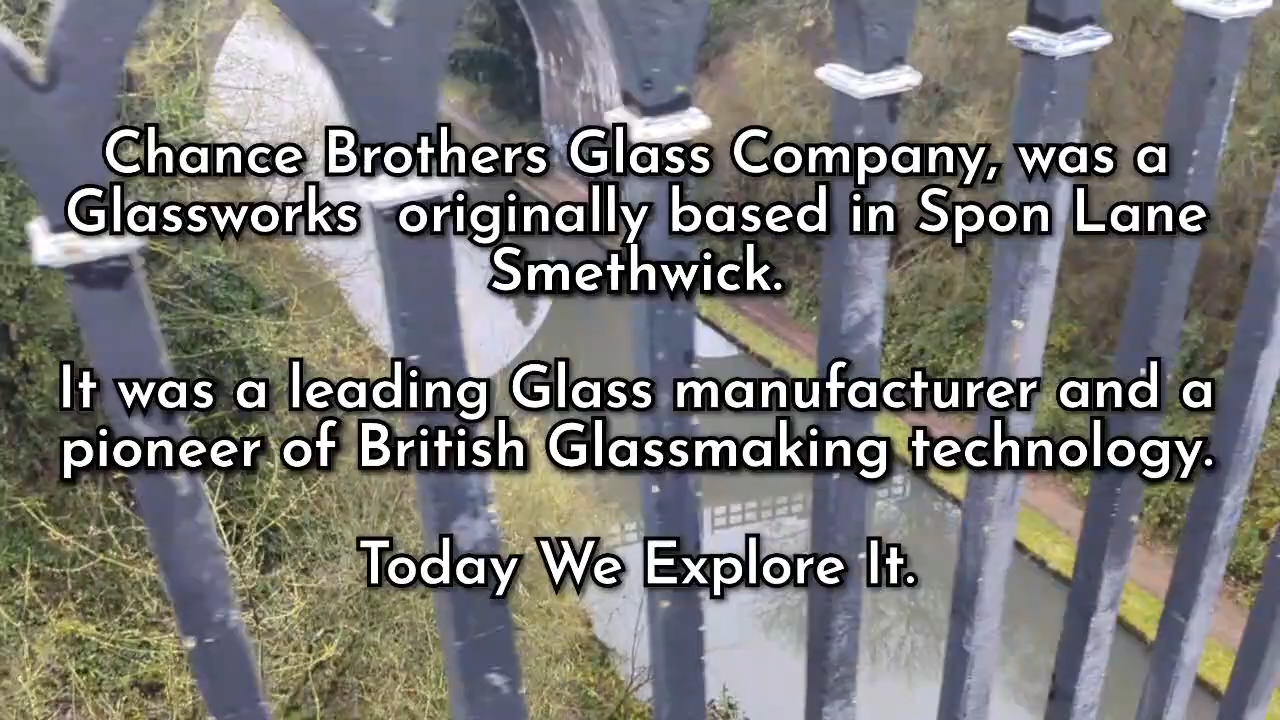 Chance Brothers Glass Company, was a
Glassworks  originally based in Spon Lane
Smethwick.
It was a leading Glass manufacturer and a
pioneer of British Glassmaking technology.
Today We Explore It.